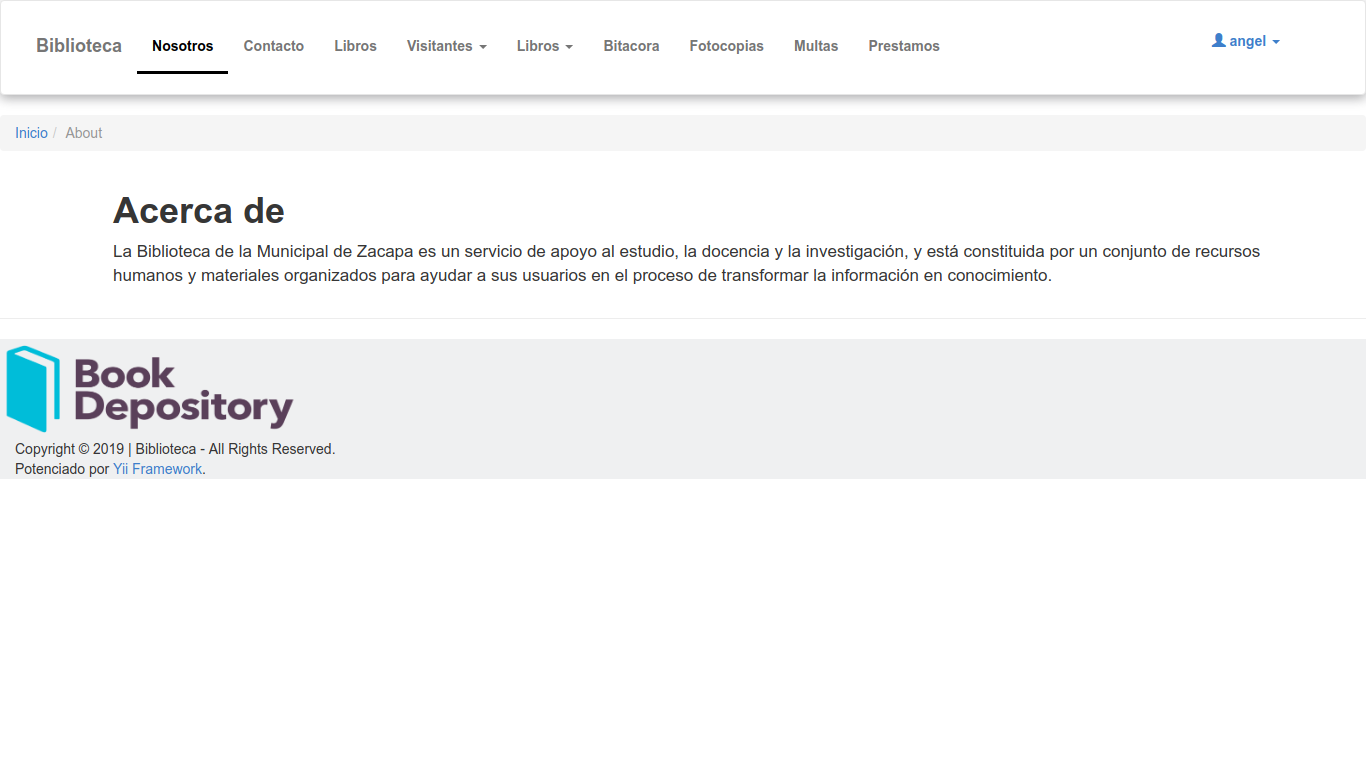 Biblioteca Nosotros Contacto Libros Visitantes Libros Bitacora Fotocopias Multas Prestamos angel
Inicio / About
Acerca de
La Biblioteca de la Municipal de Zacapa es un servicio de apoyo al estudio, la docencia y la investigación, y está constituida por un conjunto de recursos
humanos y materiales organizados para ayudar a sus usuarios en el proceso de transformar la información en conocimiento.
Book
Depository
Copyright © 2019 | Biblioteca - All Rights Reserved.
Potenciado por Yii Framework.